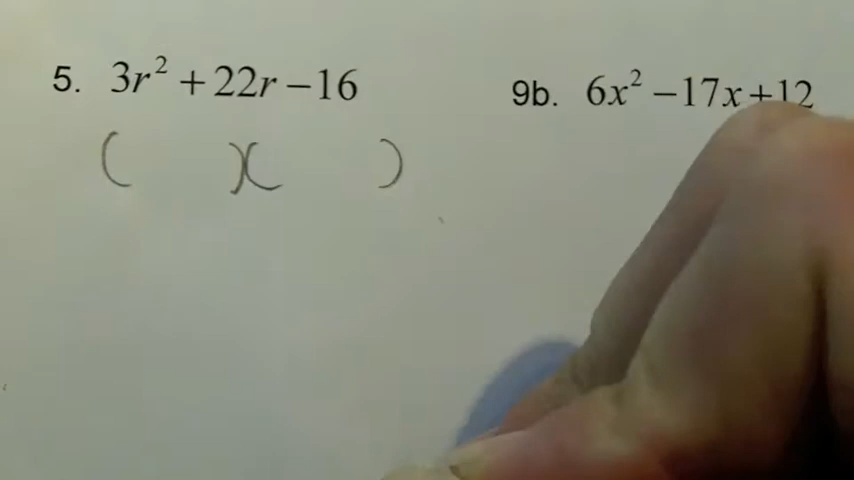 5. 3r² + 22r − 16
9b. 6x² − 17x + 12
( )( )